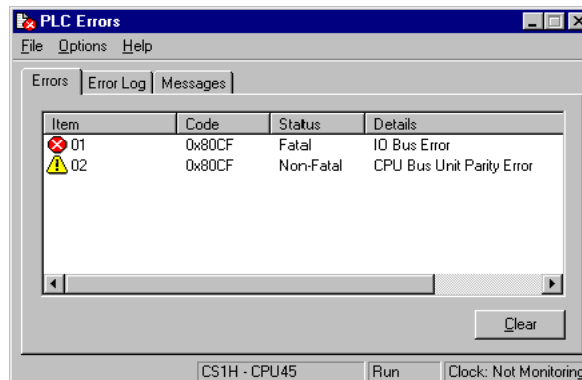 PLC Errors
File Options Help
Errors Error Log Messages
Item Code Status Details
01 0x80CF Fatal IO Bus Error
02 0x80CF Non-Fatal CPU Bus Unit Parity Error
Clear
CS1H - CPU45 Run Clock: Not Monitoring